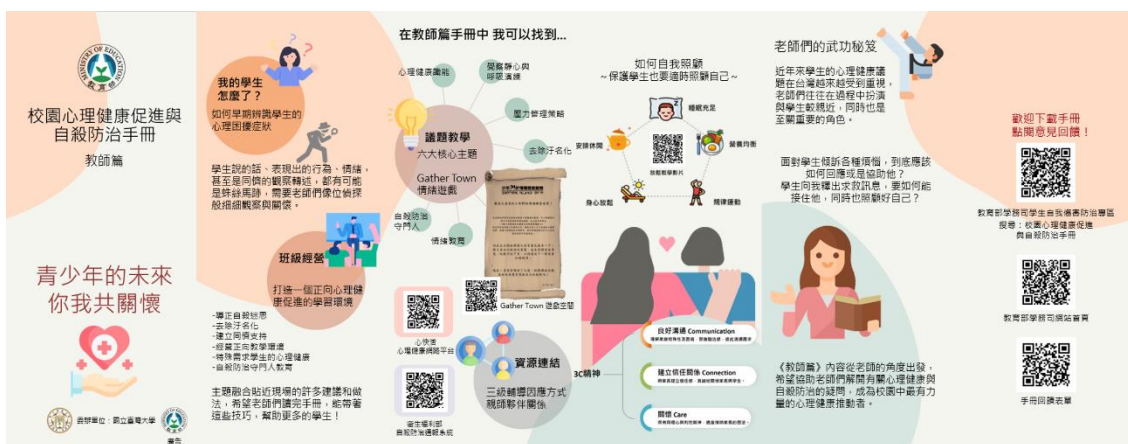 MINISTRY OF EDUCATION
教育部
校園心理健康促進與
自殺防治手冊
教師篇
青少年的未來
你我共關懷
委辦單位：國立臺灣大學
廣告
我的學生
怎麼了？
如何早期辨識學生的
心理困擾症狀
學生說的話、表現出的行為、情緒，
甚至是同儕的觀察轉述，都有可能
是蛛絲馬跡，需要老師們像位偵探
般細細觀察與關懷。
班級經營
打造一個正向心理健
康促進的學習環境
-導正自殺迷思
-去除汙名化
-建立同儕支持
-經營正向教學環境
-特殊需求學生的心理健康
-自殺防治守門人教育
主題融合貼近現場的許多建議和做
法，希望老師們讀完手冊，能帶著
這些技巧，幫助更多的學生！
在教師篇手冊中 我可以找到...
心理健康識能
覺察靜心與
呼吸演練
壓力管理策略
去除汙名化
議題教學
六大核心主題
Gather Town
情緒遊戲
自殺防治
守門人
情緒教育
Gather Town 遊戲空間
心快活
心理健康網路平台
衛生福利部
自殺防治通報系統
資源連結
三級輔導因應方式
親師夥伴關係
如何自我照顧
~保護學生也要適時照顧自己~
睡眠充足
安排休閒
營養均衡
放鬆教學影片
身心放鬆
規律運動
3C精神
良好溝通 Communication
建立信任關係 Connection
關懷 Care
老師們的武功秘笈
近年來學生的心理健康議
題在台灣越來越受到重視，
老師們往往在過程中扮演
與學生較親近，同時也是
至關重要的角色。
面對學生傾訴各種煩惱，到底應該
如何回應或是協助他？
學生向我釋出求救訊息，要如何能
接住他，同時也照顧好自己？
《教師篇》內容從老師的角度出發，
希望協助老師們解開有關心理健康與
自殺防治的疑問，成為校園中最有力
量的心理健康推動者。
歡迎下載手冊
點閱意見回饋！
教育部學務司學生自我傷害防治專區
搜尋：校園心理健康促進
與自殺防治手冊
教育部學務司網站首頁
手冊回饋表單